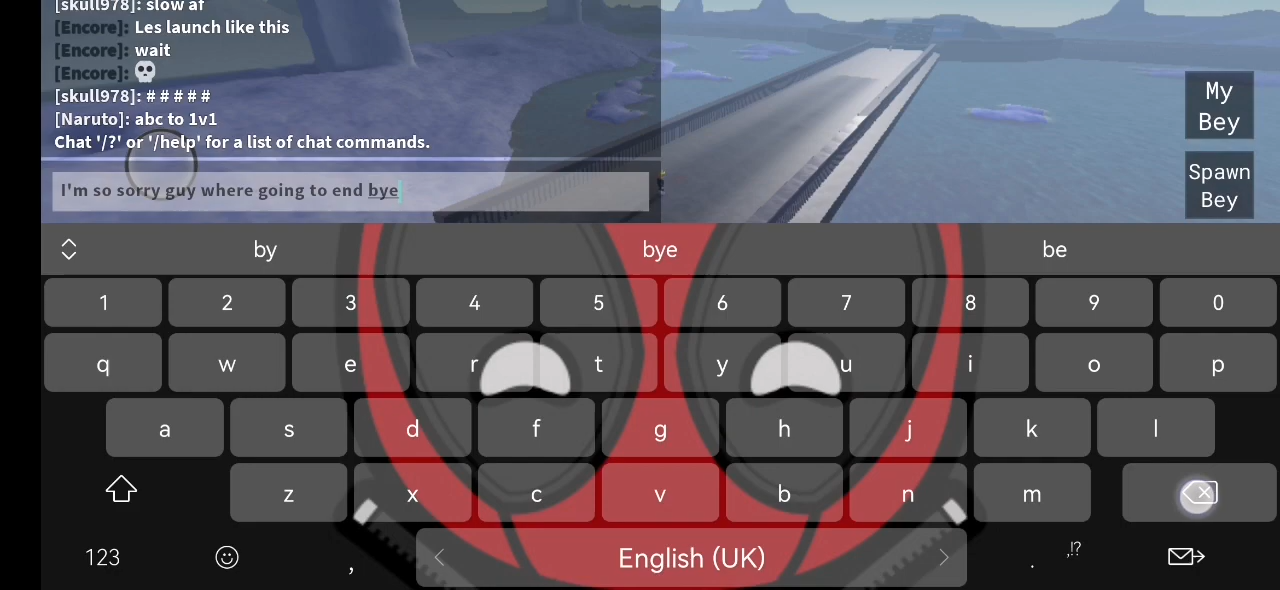 [skull978]: slow af
[Encore]: Les launch like this
[Encore]: wait
[Encore]: 💀
[skull978]: # # # # #
[Naruto]: abc to 1v1
Chat '/?' or '/help' for a list of chat commands.
I'm so sorry guy where going to end bye
My
Bey
Spawn
Bey
by bye be
1 2 3 4 5 6 7 8 9 0
q w e r t y u i o p
a s d f g h j k l
z x c v b n m
123 , English (UK) . ,!?